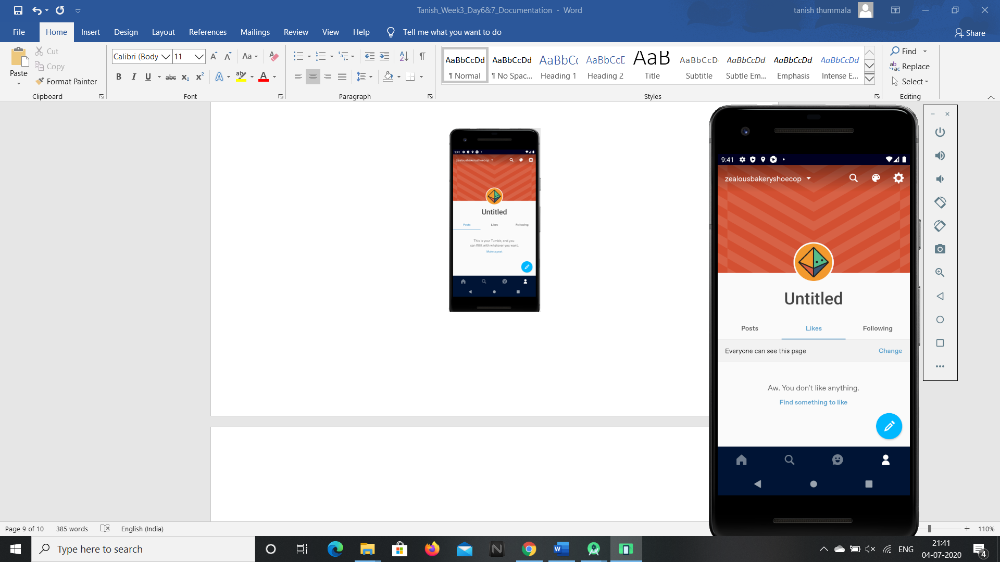 Tanish_Week3_Day6&7_Documentation - Word
tanish thummala
File Home Insert Design Layout References Mailings Review View Help Tell me what you want to do
Share
Paste
Cut
Copy
Format Painter
Clipboard
Calibri (Body 11
Font
Paragraph
AaBbCcDd ¶ Normal
AaBbCcDd ¶ No Spac...
AaBbCc Heading 1
AaBbCcD Heading 2
AaB Title
AaBbCcD Subtitle
AaBbCcDd Subtle Em...
AaBbCcDd Emphasis
AaBbCcDd Intense E...
Styles
Find
Replace
Select
Editing
9:41
zealousbakeryshoecop
Untitled
Posts Likes Following
This is your Tumblr, and you
can fill it with whatever you want.
Make a post
9:41
zealousbakeryshoecop
Untitled
Posts Likes Following
Everyone can see this page Change
Aw. You don't like anything.
Find something to like
Page 9 of 10 385 words English (India)
110%
Type here to search
ENG
21:41
04-07-2020
4